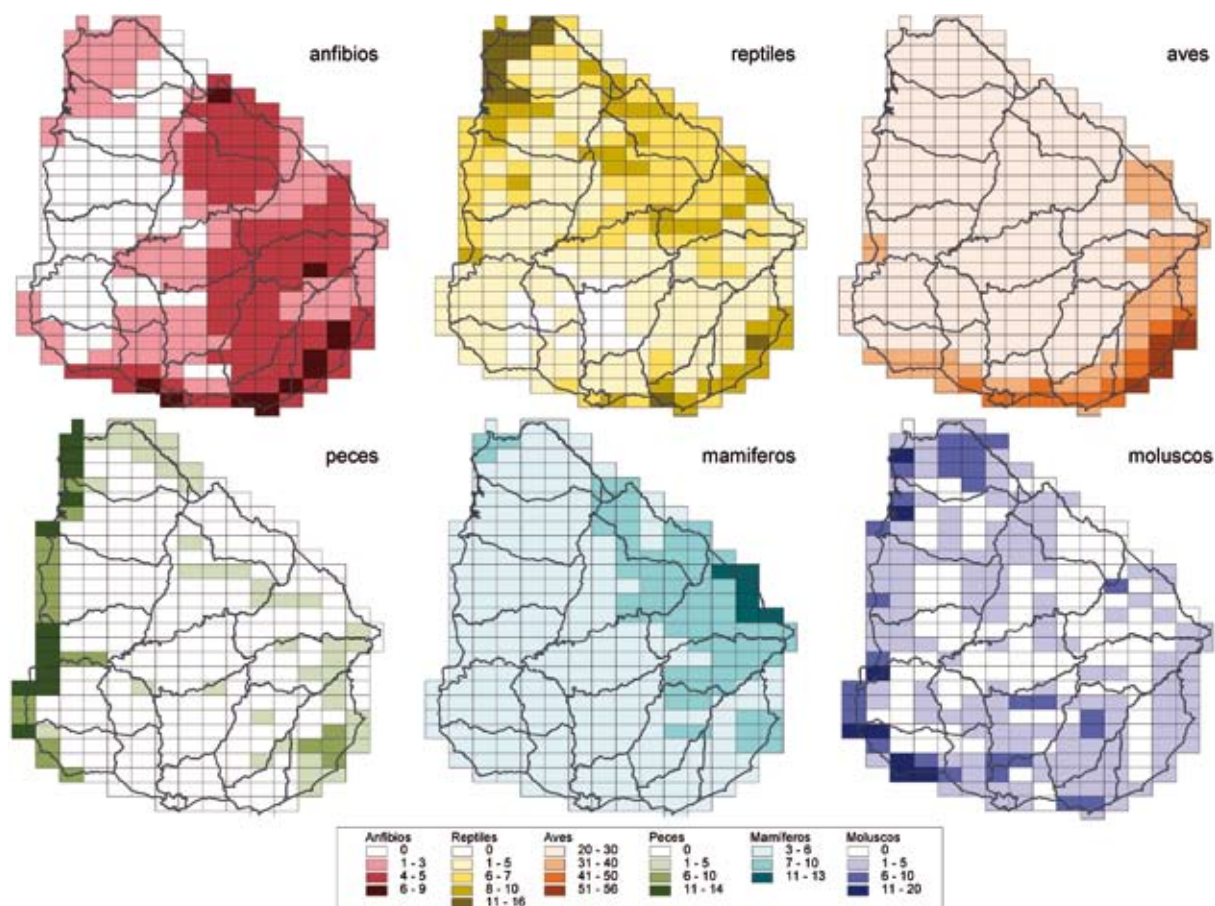 anfibios
reptiles
aves
peces
mamíferos
moluscos
Anfibios
0
1 - 3
4 - 5
6 - 9
Reptiles
0
1 - 5
6 - 7
8 - 10
11 - 16
Aves
20 - 30
31 - 40
41 - 50
51 - 56
Peces
0
1 - 5
6 - 10
11 - 14
Mamíferos
3 - 6
7 - 10
11 - 13
Moluscos
0
1 - 5
6 - 10
11 - 20